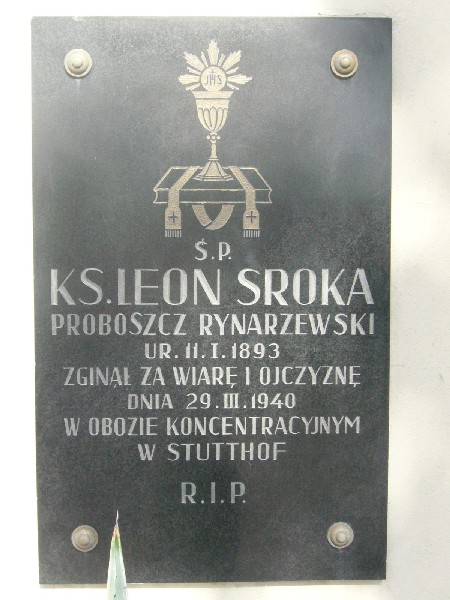 IHS
Ś.P.
KS. LEON SROKA
PROBOSZCZ RYNARZEWSKI
UR. 11. I. 1893
ZGINĄŁ ZA WIARĘ I OJCZYZNĘ
DNIA 29. III. 1940
W OBOZIE KONCENTRACYJNYM
W STUTTHOF
R.I.P.